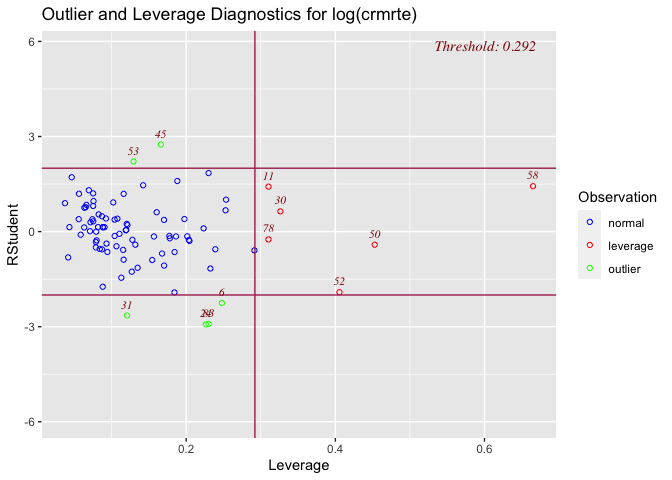 Outlier and Leverage Diagnostics for log(crmrte)
Threshold: 0.292
6
3
0
-3
-6
RStudent
45
53
11
58
30
78
50
52
6
31
0.2
0.4
0.6
Leverage
Observation
normal
leverage
outlier